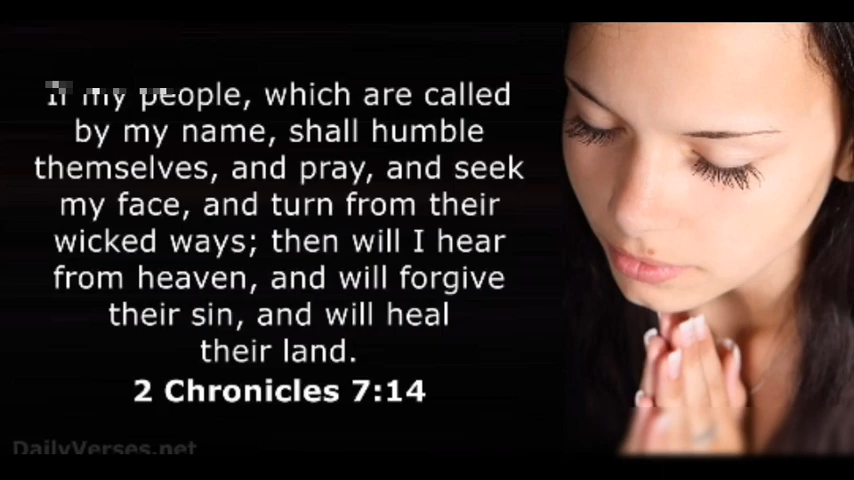 If my people, which are called
by my name, shall humble
themselves, and pray, and seek
my face, and turn from their
wicked ways; then will I hear
from heaven, and will forgive
their sin, and will heal
their land.
2 Chronicles 7:14
DailyVerses.net